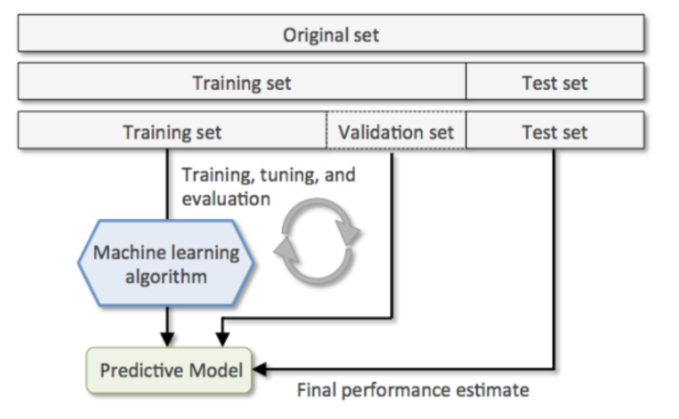 Original set
Training set
Test set
Training set
Validation set
Test set
Training, tuning, and
evaluation
Machine learning
algorithm
Predictive Model
Final performance estimate